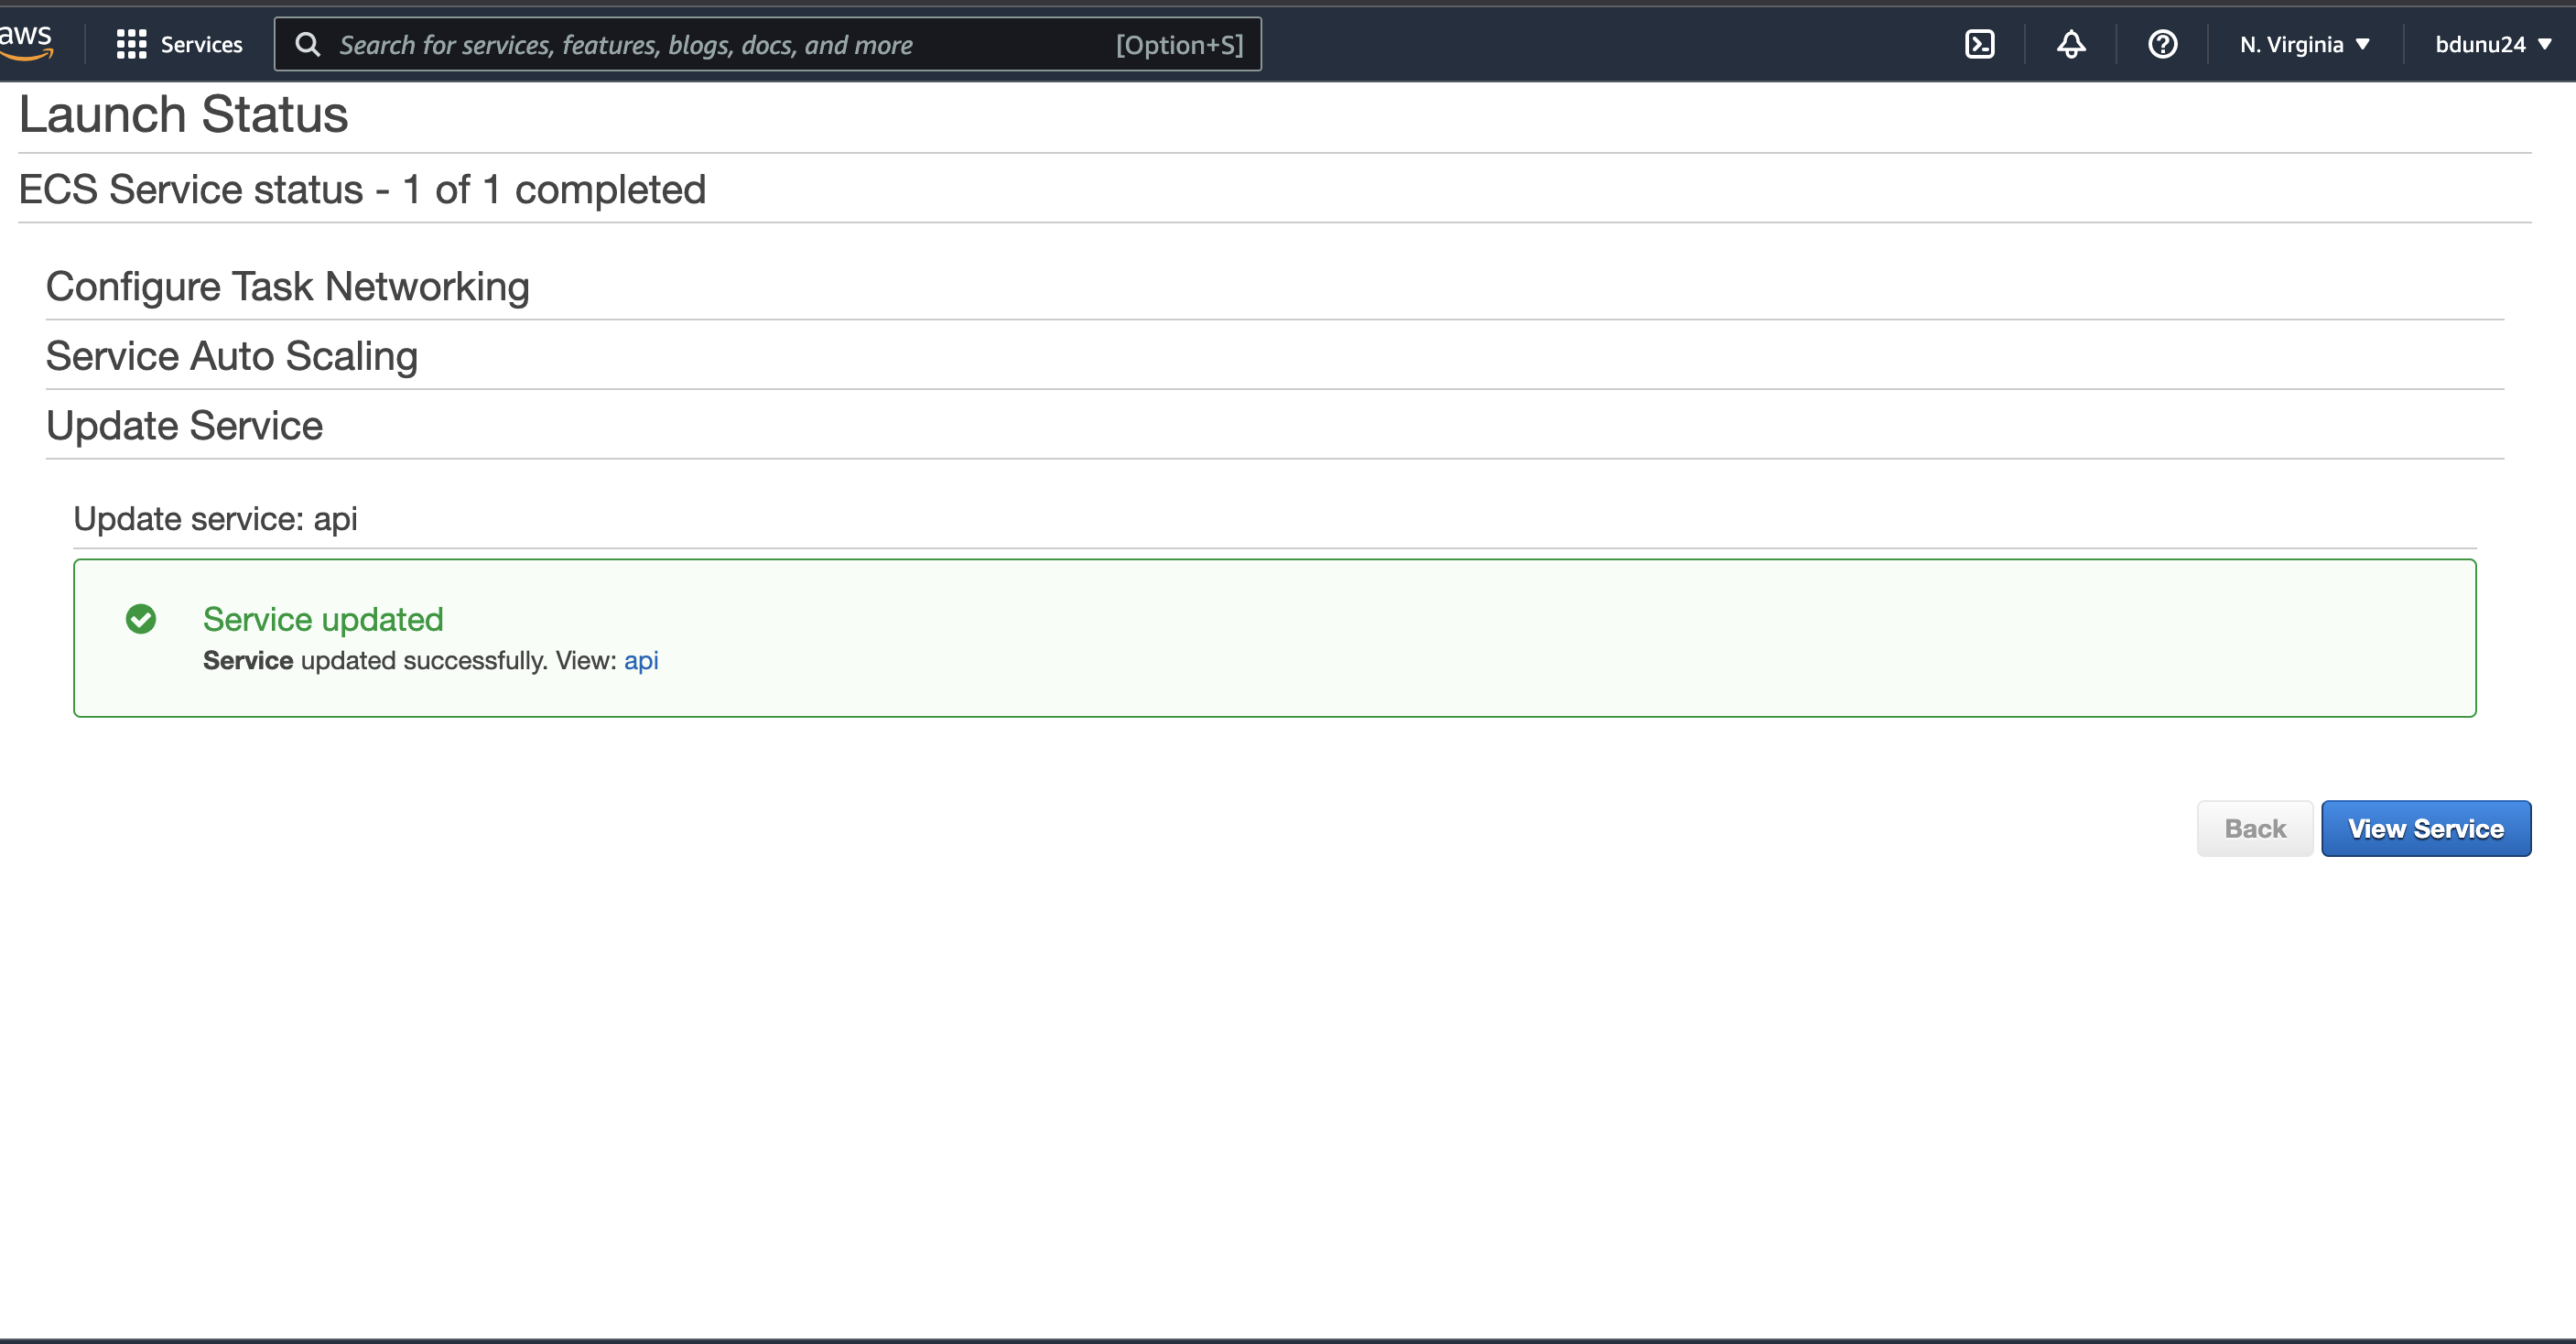 aws
Services
Search for services, features, blogs, docs, and more
[Option+S]
N. Virginia
bdunu24
Launch Status
ECS Service status - 1 of 1 completed
Configure Task Networking
Service Auto Scaling
Update Service
Update service: api
Service updated
Service updated successfully. View: api
Back
View Service